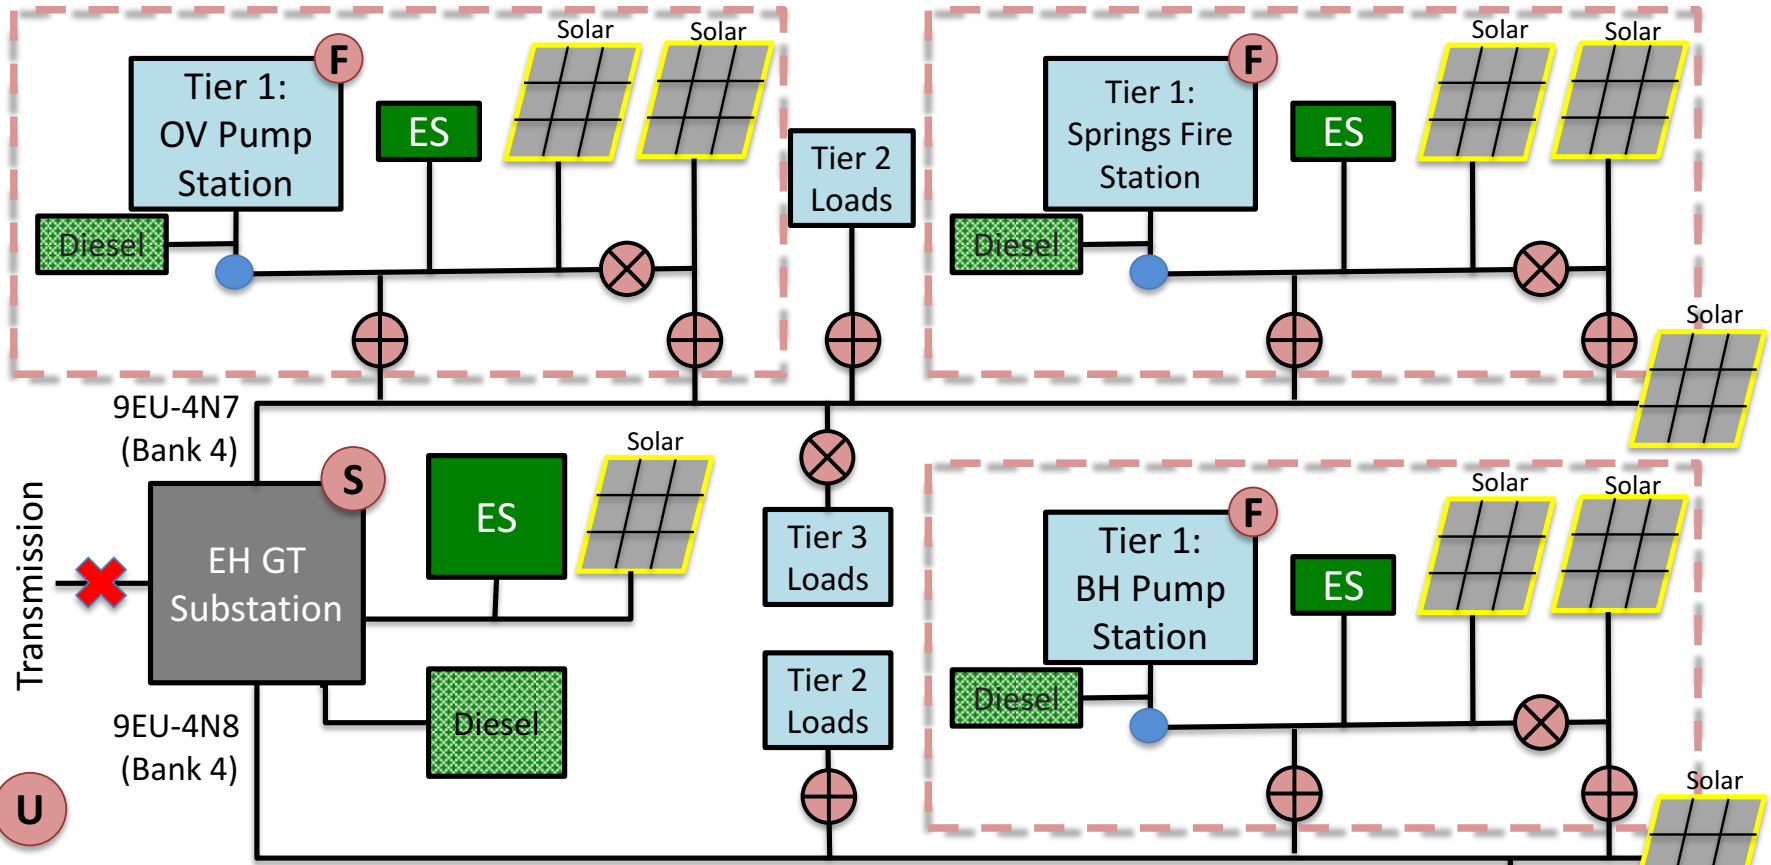 Solar
Solar
F
Tier 1:
OV Pump
Station
ES
Diesel
Tier 2
Loads
Solar
Solar
F
Tier 1:
Springs Fire
Station
ES
Diesel
Solar
9EU-4N7
(Bank 4)
Transmission
S
EH GT
Substation
ES
Solar
Diesel
9EU-4N8
(Bank 4)
U
Tier 3
Loads
Tier 2
Loads
Solar
Solar
F
Tier 1:
BH Pump
Station
ES
Diesel
Solar